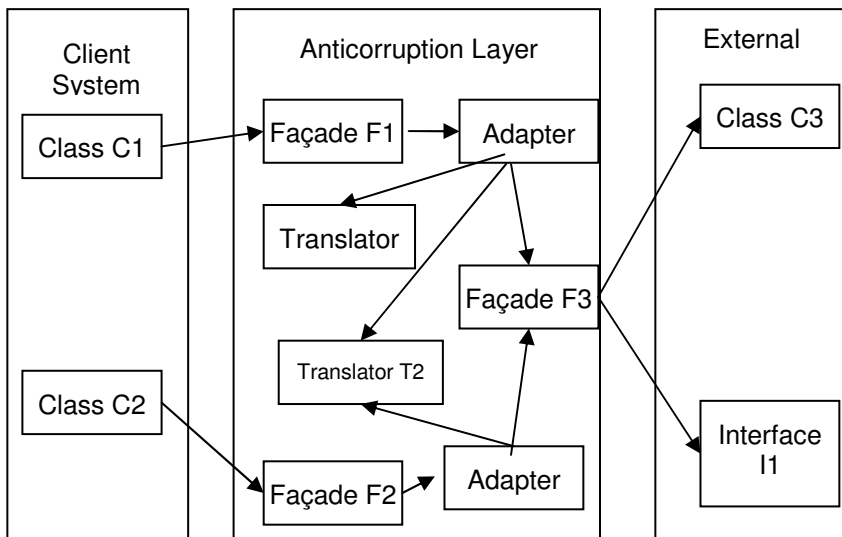 Client
System
Class C1
Class C2
Anticorruption Layer
Façade F1
Adapter
Translator
Façade F3
Translator T2
Façade F2
Adapter
External
Class C3
Interface
I1